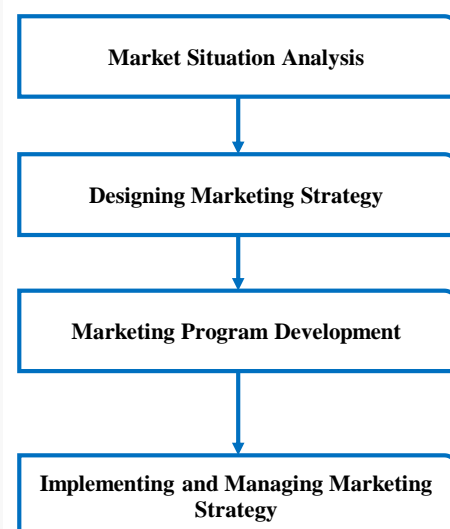 Market Situation Analysis
Designing Marketing Strategy
Marketing Program Development
Implementing and Managing Marketing
Strategy